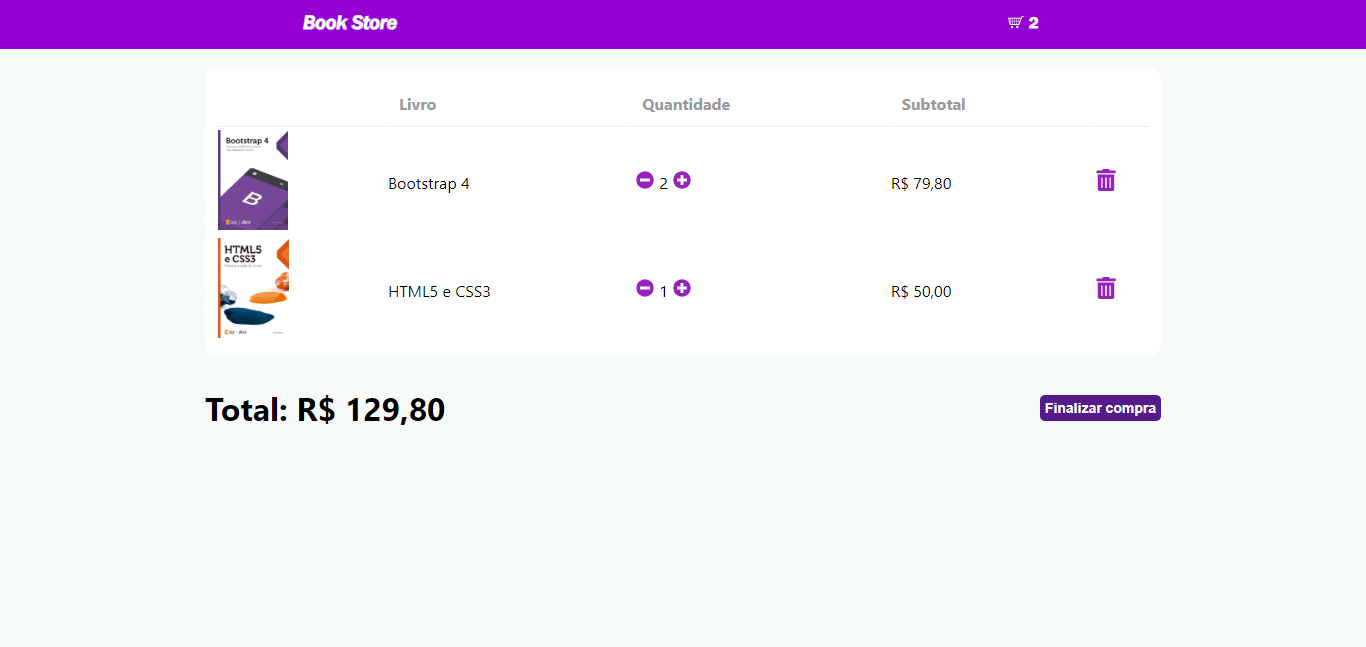 Book Store 2
Livro Quantidade Subtotal
Bootstrap 4
B
Bootstrap 4 2 R$ 79,80
HTML5
e CSS3
HTML5 e CSS3 1 R$ 50,00
Total: R$ 129,80 Finalizar compra